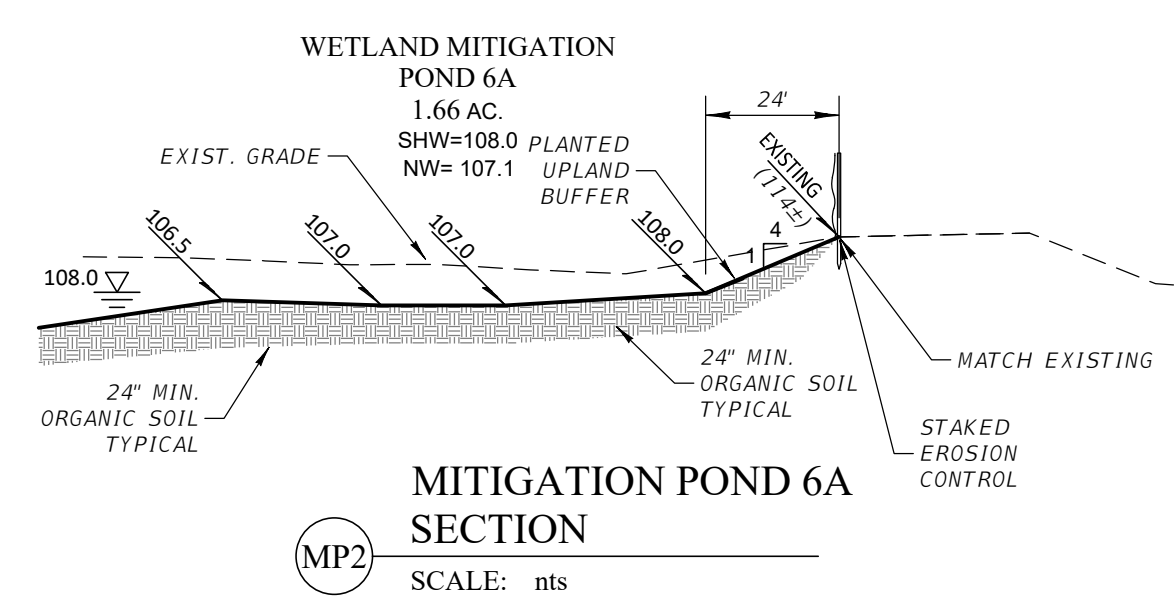 WETLAND MITIGATION
POND 6A
1.66 AC.
SHW=108.0
NW= 107.1
EXIST. GRADE
PLANTED
UPLAND
BUFFER
24'
EXISTING
(114±)
4
1
106.5
107.0
107.0
108.0
108.0
24" MIN.
ORGANIC SOIL
TYPICAL
24" MIN.
ORGANIC SOIL
TYPICAL
MATCH EXISTING
STAKED
EROSION
CONTROL
MITIGATION POND 6A
SECTION
MP2
SCALE: nts